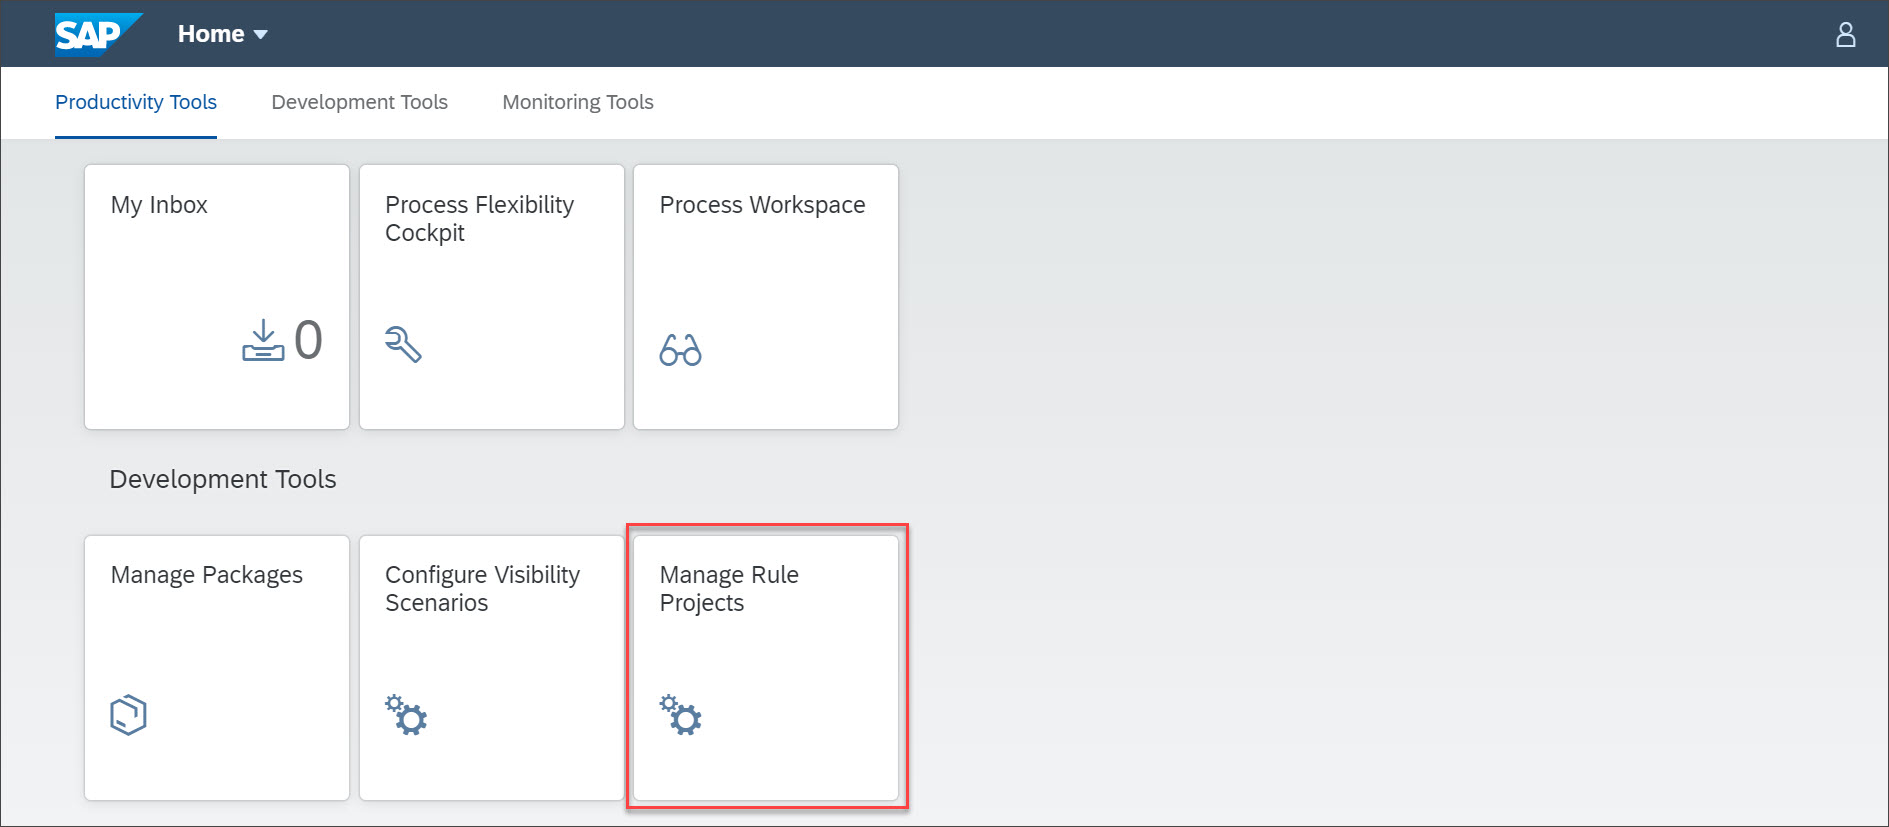 SAP Home
Productivity Tools Development Tools Monitoring Tools
My Inbox
0
Process Flexibility
Cockpit
Process Workspace
Development Tools
Manage Packages
Configure Visibility
Scenarios
Manage Rule
Projects